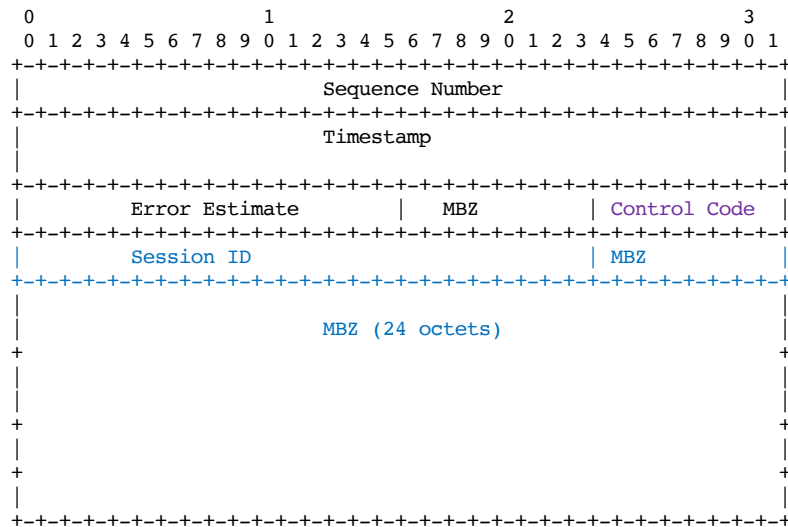 0                   1                   2                   3
 0 1 2 3 4 5 6 7 8 9 0 1 2 3 4 5 6 7 8 9 0 1 2 3 4 5 6 7 8 9 0 1
+-+-+-+-+-+-+-+-+-+-+-+-+-+-+-+-+-+-+-+-+-+-+-+-+-+-+-+-+-+-+-+-+
|                         Sequence Number                       |
+-+-+-+-+-+-+-+-+-+-+-+-+-+-+-+-+-+-+-+-+-+-+-+-+-+-+-+-+-+-+-+-+
|                         Timestamp                             |
|                                                               |
+-+-+-+-+-+-+-+-+-+-+-+-+-+-+-+-+-+-+-+-+-+-+-+-+-+-+-+-+-+-+-+-+
|         Error Estimate        |   MBZ         | Control Code  |
+-+-+-+-+-+-+-+-+-+-+-+-+-+-+-+-+-+-+-+-+-+-+-+-+-+-+-+-+-+-+-+-+
|         Session ID                            | MBZ           |
+-+-+-+-+-+-+-+-+-+-+-+-+-+-+-+-+-+-+-+-+-+-+-+-+-+-+-+-+-+-+-+-+
|                                                               |
|                         MBZ (24 octets)                       |
+                                                               +
|                                                               |
|                                                               |
+                                                               +
|                                                               |
+                                                               +
|                                                               |
+-+-+-+-+-+-+-+-+-+-+-+-+-+-+-+-+-+-+-+-+-+-+-+-+-+-+-+-+-+-+-+-+